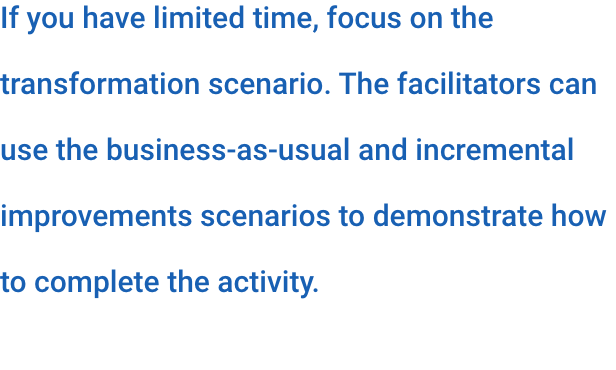 If you have limited time, focus on the
transformation scenario. The facilitators can
use the business-as-usual and incremental
improvements scenarios to demonstrate how
to complete the activity.